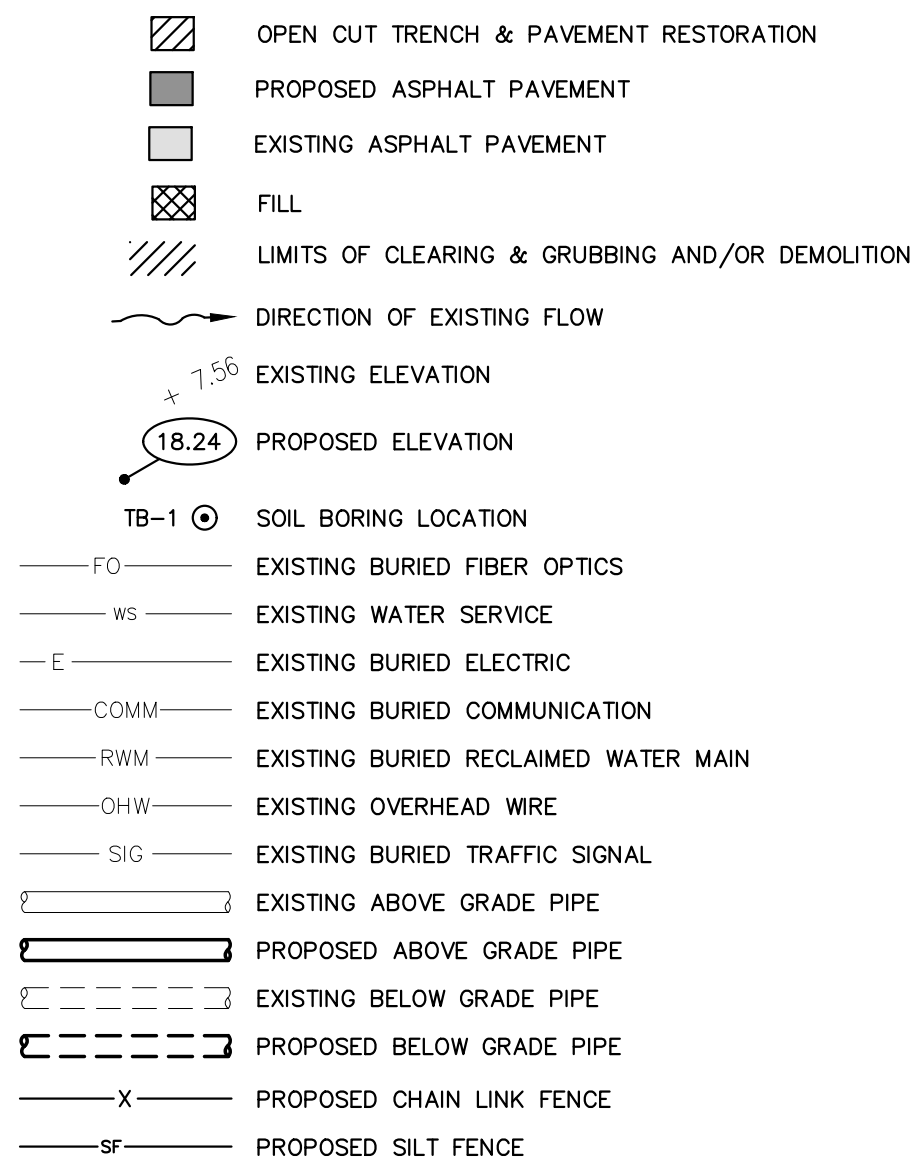 OPEN CUT TRENCH & PAVEMENT RESTORATION
PROPOSED ASPHALT PAVEMENT
EXISTING ASPHALT PAVEMENT
FILL
LIMITS OF CLEARING & GRUBBING AND/OR DEMOLITION
DIRECTION OF EXISTING FLOW
+ 7.56 EXISTING ELEVATION
18.24 PROPOSED ELEVATION
TB-1 SOIL BORING LOCATION
FO EXISTING BURIED FIBER OPTICS
WS EXISTING WATER SERVICE
E EXISTING BURIED ELECTRIC
COMM EXISTING BURIED COMMUNICATION
RWM EXISTING BURIED RECLAIMED WATER MAIN
OHW EXISTING OVERHEAD WIRE
SIG EXISTING BURIED TRAFFIC SIGNAL
EXISTING ABOVE GRADE PIPE
PROPOSED ABOVE GRADE PIPE
EXISTING BELOW GRADE PIPE
PROPOSED BELOW GRADE PIPE
X PROPOSED CHAIN LINK FENCE
SF PROPOSED SILT FENCE